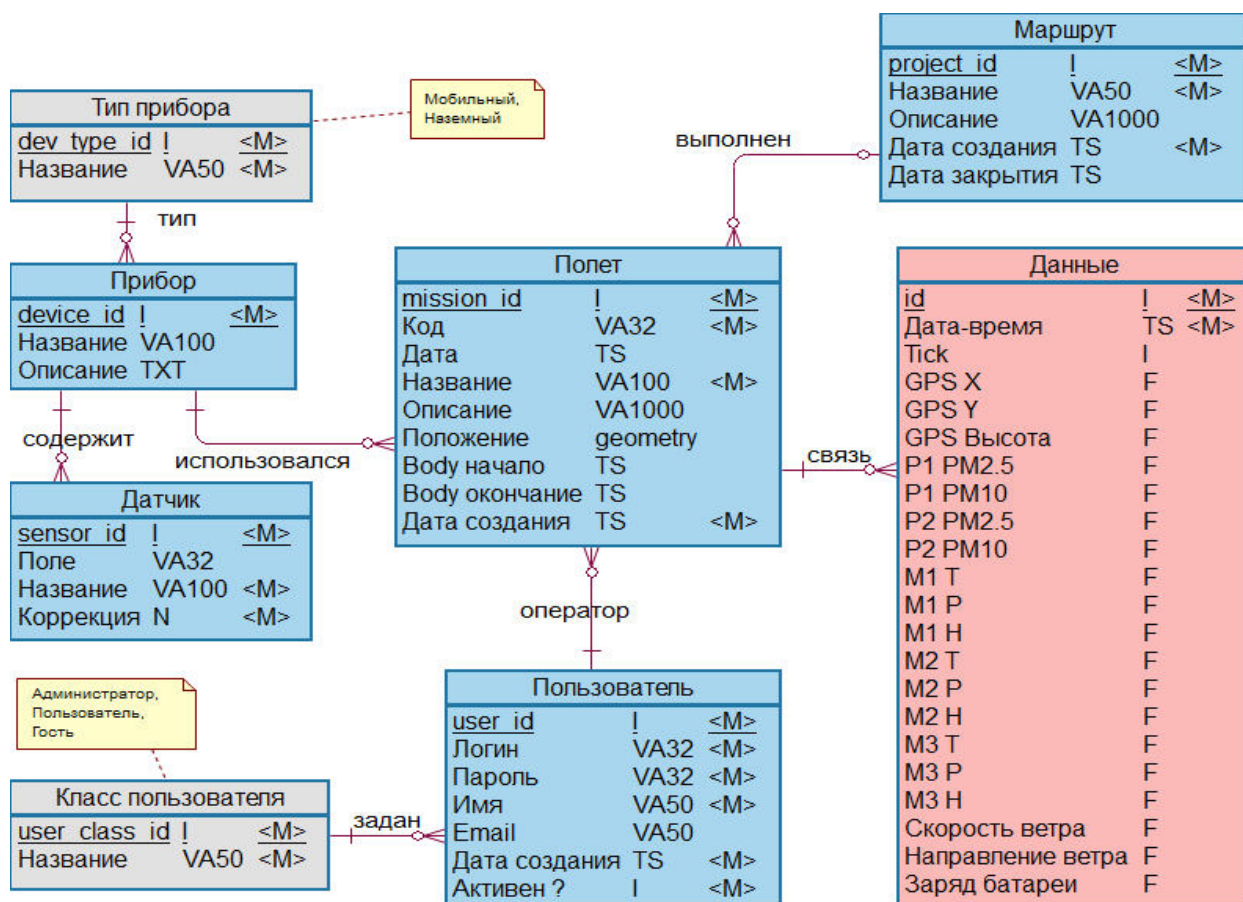 Маршрут
project_id I <M>
Название VA50 <M>
Описание VA1000
Дата создания TS <M>
Дата закрытия TS
Тип прибора
dev_type_id I <M>
Название VA50 <M>
Мобильный,
Наземный
выполнен
тип
Прибор
device_id I <M>
Название VA100
Описание TXT
содержит
использовался
Датчик
sensor_id I <M>
Поле VA32
Название VA100 <M>
Коррекция N <M>
Полет
mission_id I <M>
Код VA32 <M>
Дата TS
Название VA100 <M>
Описание VA1000
Положение geometry
Body начало TS
Body окончание TS
Дата создания TS <M>
связь
Данные
id I <M>
Дата-время TS <M>
Tick I
GPS X F
GPS Y F
GPS Высота F
P1 PM2.5 F
P1 PM10 F
P2 PM2.5 F
P2 PM10 F
M1 T F
M1 P F
M1 H F
M2 T F
M2 P F
M2 H F
M3 T F
M3 P F
M3 H F
Скорость ветра F
Направление ветра F
Заряд батареи F
оператор
Администратор,
Пользователь,
Гость
Класс пользователя
user_class_id I <M>
Название VA50 <M>
задан
Пользователь
user_id I <M>
Логин VA32 <M>
Пароль VA32 <M>
Имя VA50 <M>
Email VA50
Дата создания TS <M>
Активен ? I <M>